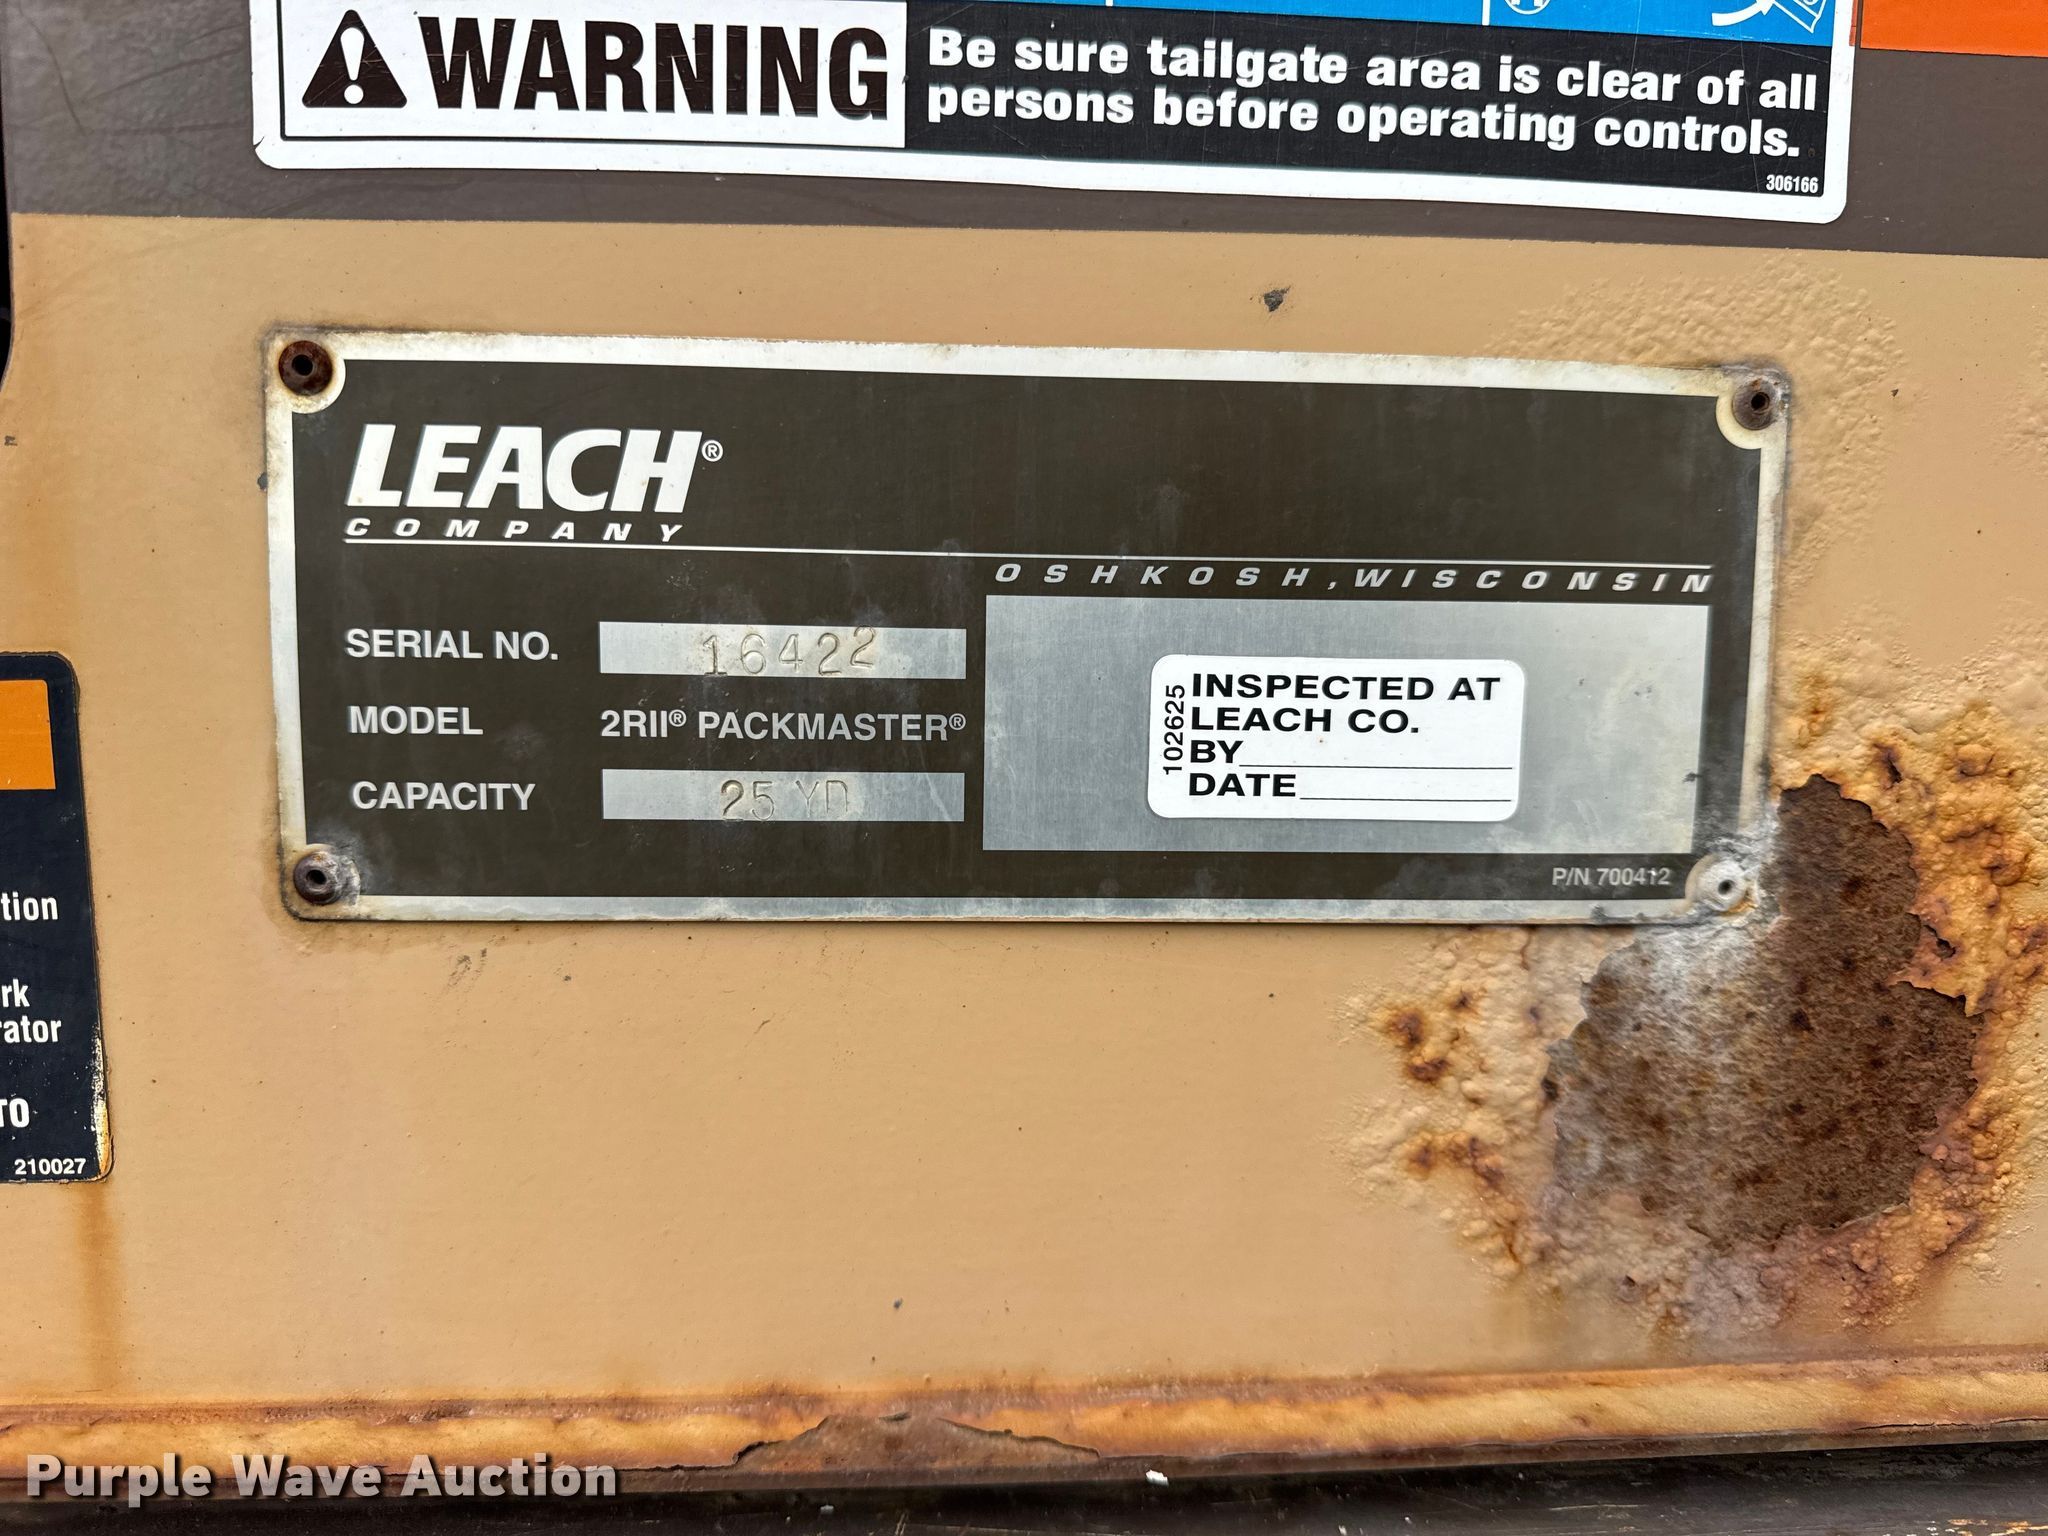 WARNING
Be sure tailgate area is clear of all
persons before operating controls.
306166
LEACH®
COMPANY
OSHKOSH, WISCONSIN
SERIAL NO. 16422
MODEL 2RII® PACKMASTER®
CAPACITY 25 YD
102625
INSPECTED AT
LEACH CO.
BY
DATE
P/N 700412
tion
rk
rator
TO
210027
Purple Wave Auction